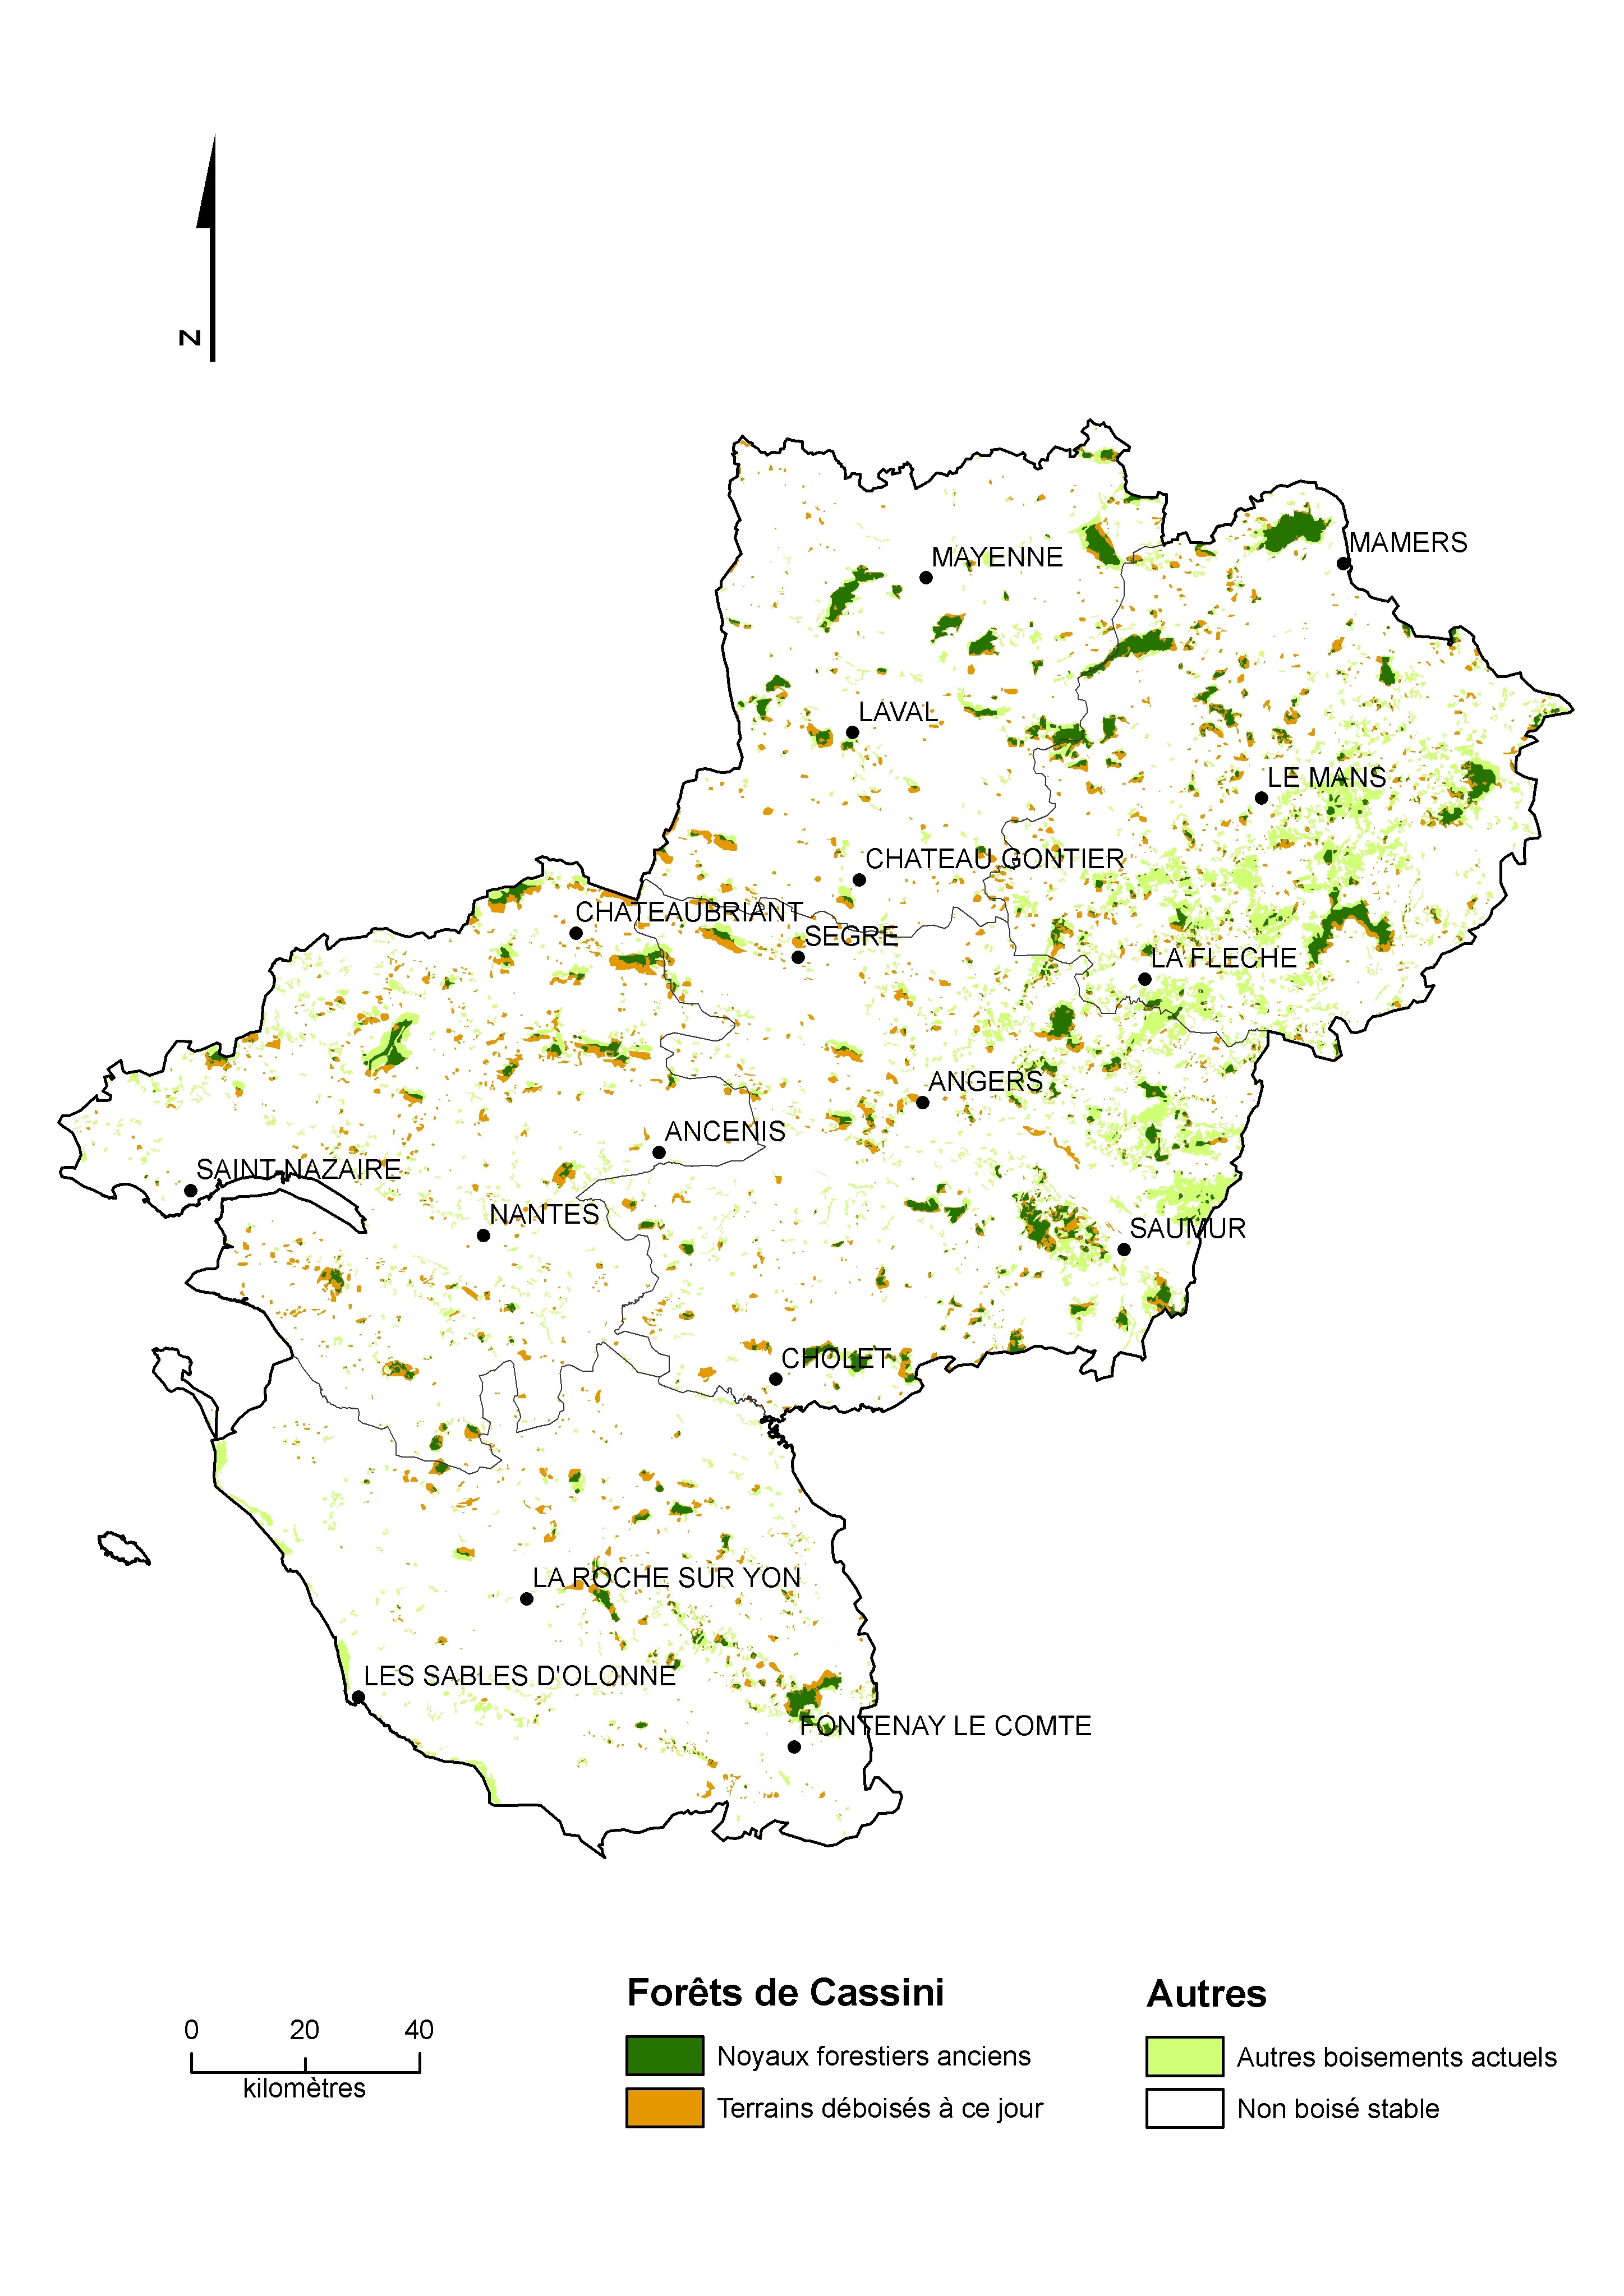 N
MAMERS
MAYENNE
LAVAL
LE MANS
CHATEAU GONTIER
CHATEAUBRIANT
SEGRE
LA FLECHE
ANGERS
ANCENIS
SAINT NAZAIRE
NANTES
SAUMUR
CHOLET
LA ROCHE SUR YON
LES SABLES D'OLONNE
FONTENAY LE COMTE
0 20 40
kilomètres
Forêts de Cassini
Noyaux forestiers anciens
Terrains déboisés à ce jour
Autres
Autres boisements actuels
Non boisé stable